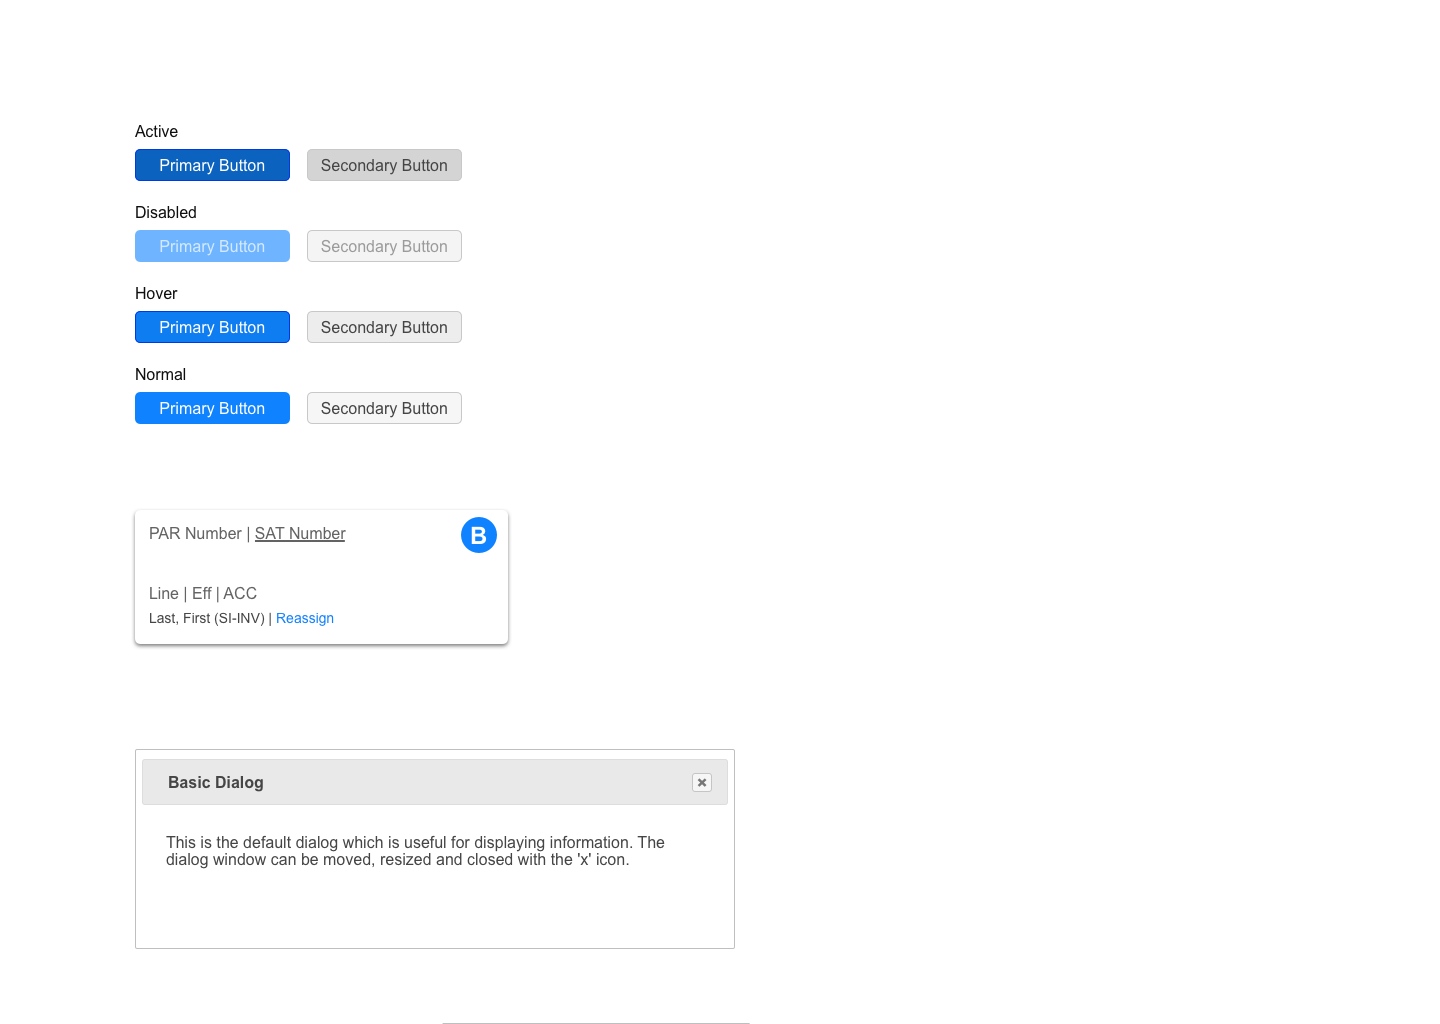 Active
Primary Button Secondary Button
Disabled
Primary Button Secondary Button
Hover
Primary Button Secondary Button
Normal
Primary Button Secondary Button
PAR Number | SAT Number B
Line | Eff | ACC
Last, First (SI-INV) | Reassign
Basic Dialog
This is the default dialog which is useful for displaying information. The
dialog window can be moved, resized and closed with the 'x' icon.